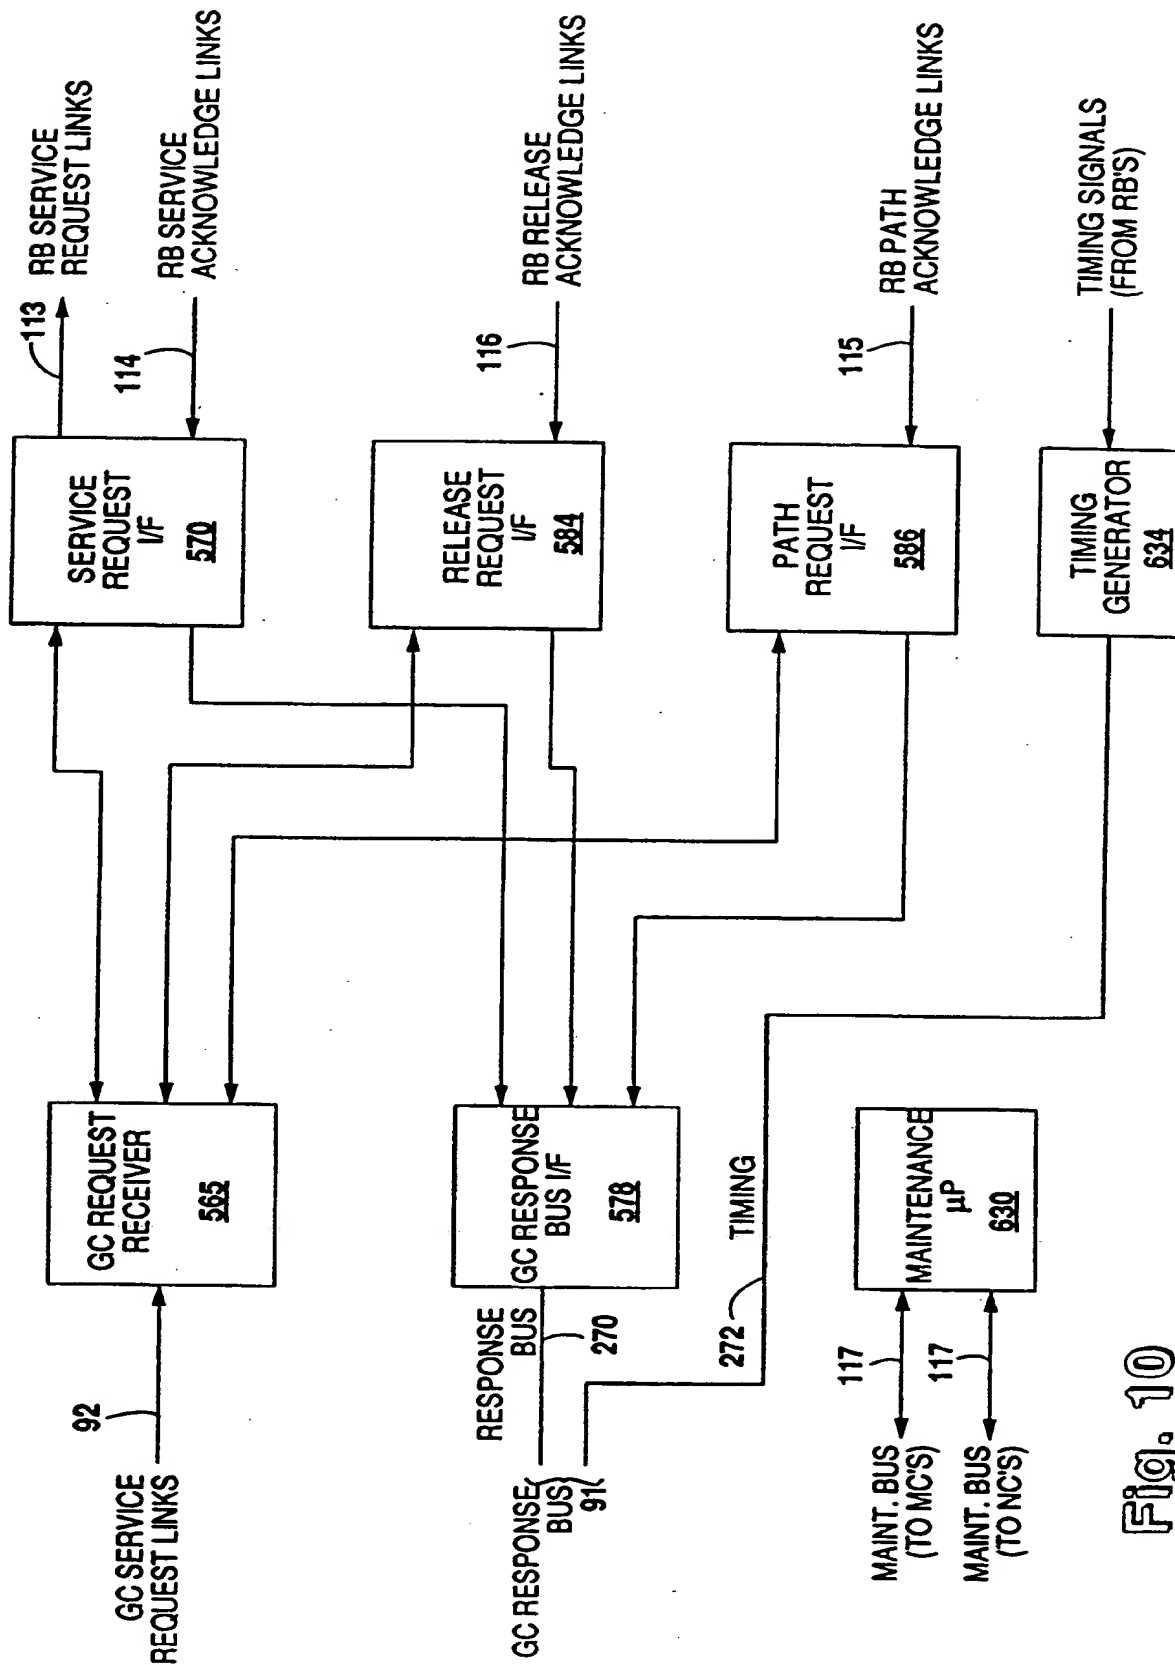 GC SERVICE
REQUEST LINKS
92
GC REQUEST
RECEIVER
565
SERVICE
REQUEST
I/F
570
113
RB SERVICE
REQUEST LINKS
114
RB SERVICE
ACKNOWLEDGE LINKS
RELEASE
REQUEST
I/F
584
116
RB RELEASE
ACKNOWLEDGE LINKS
GC RESPONSE
BUS
91
RESPONSE
BUS
270
GC RESPONSE
BUS I/F
578
PATH
REQUEST
I/F
586
115
RB PATH
ACKNOWLEDGE LINKS
272
TIMING
TIMING
GENERATOR
634
TIMING SIGNALS
(FROM RB'S)
MAINT. BUS
(TO MC'S)
117
MAINT. BUS
(TO NC'S)
117
MAINTENANCE
µP
630
Fig. 10